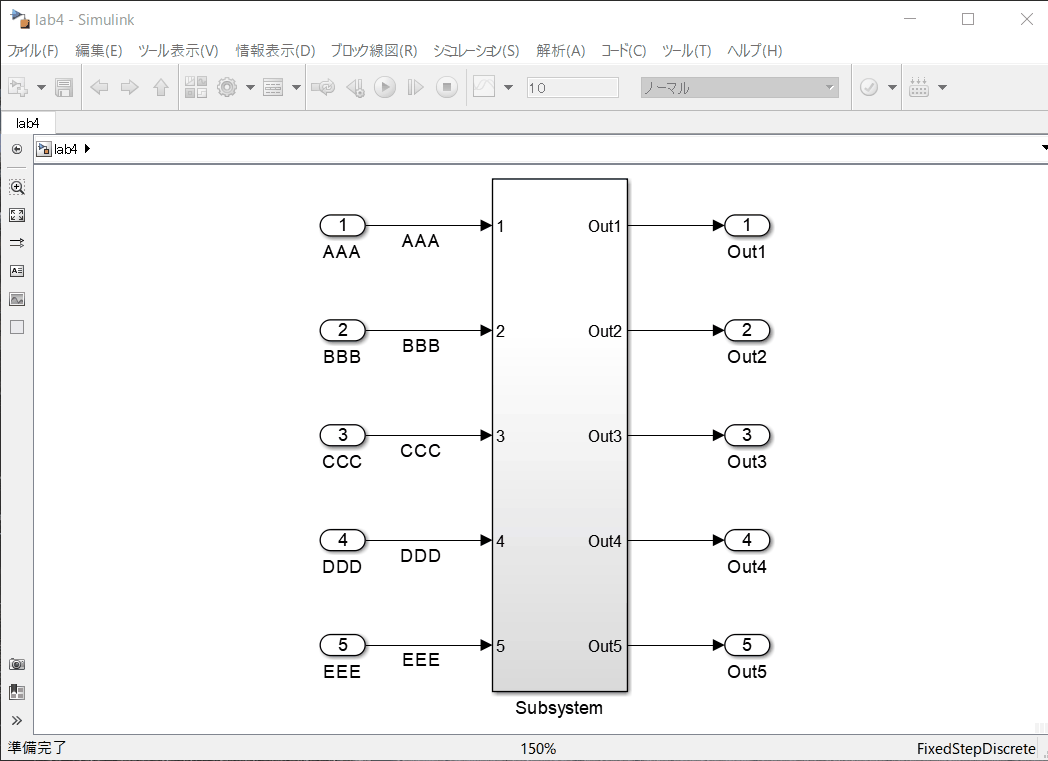 lab4 - Simulink
ファイル(F) 編集(E) ツール表示(V) 情報表示(D) ブロック線図(R) シミュレーション(S) 解析(A) コード(C) ツール(T) ヘルプ(H)
10 ノーマル
lab4
lab4
1 AAA 1 Out1 1
AAA Out1
2 BBB 2 Out2 2
BBB Out2
3 CCC 3 Out3 3
CCC Out3
4 DDD 4 Out4 4
DDD Out4
5 EEE 5 Out5 5
EEE Out5
Subsystem
準備完了 150% FixedStepDiscrete